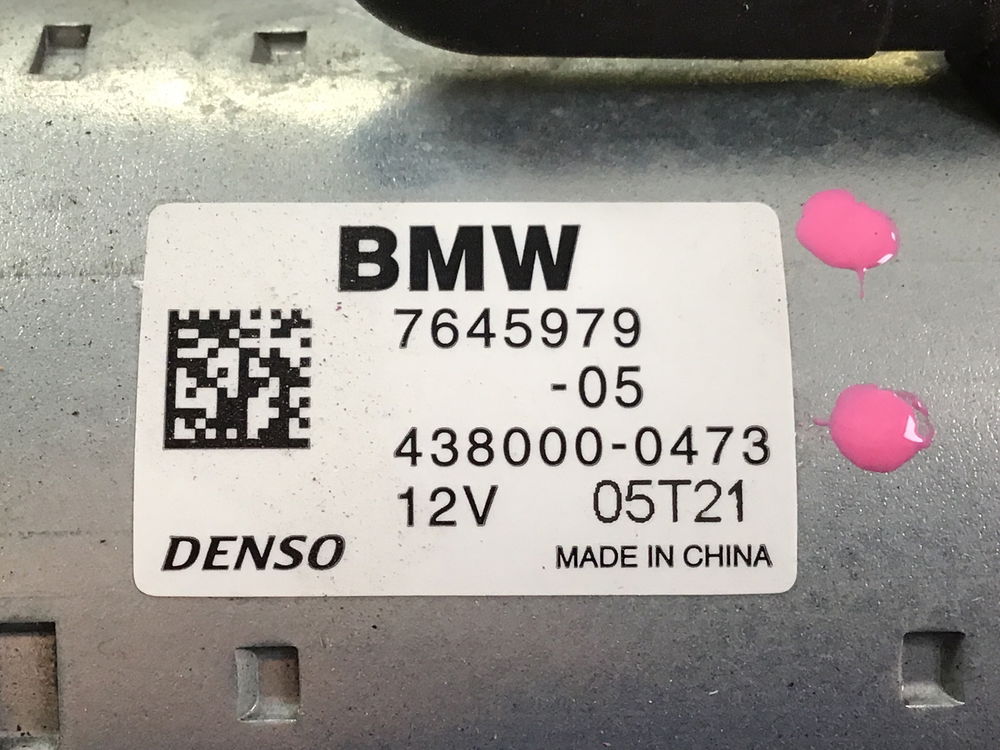 BMW
7645979
-05
438000-0473
12V 05T21
DENSO MADE IN CHINA